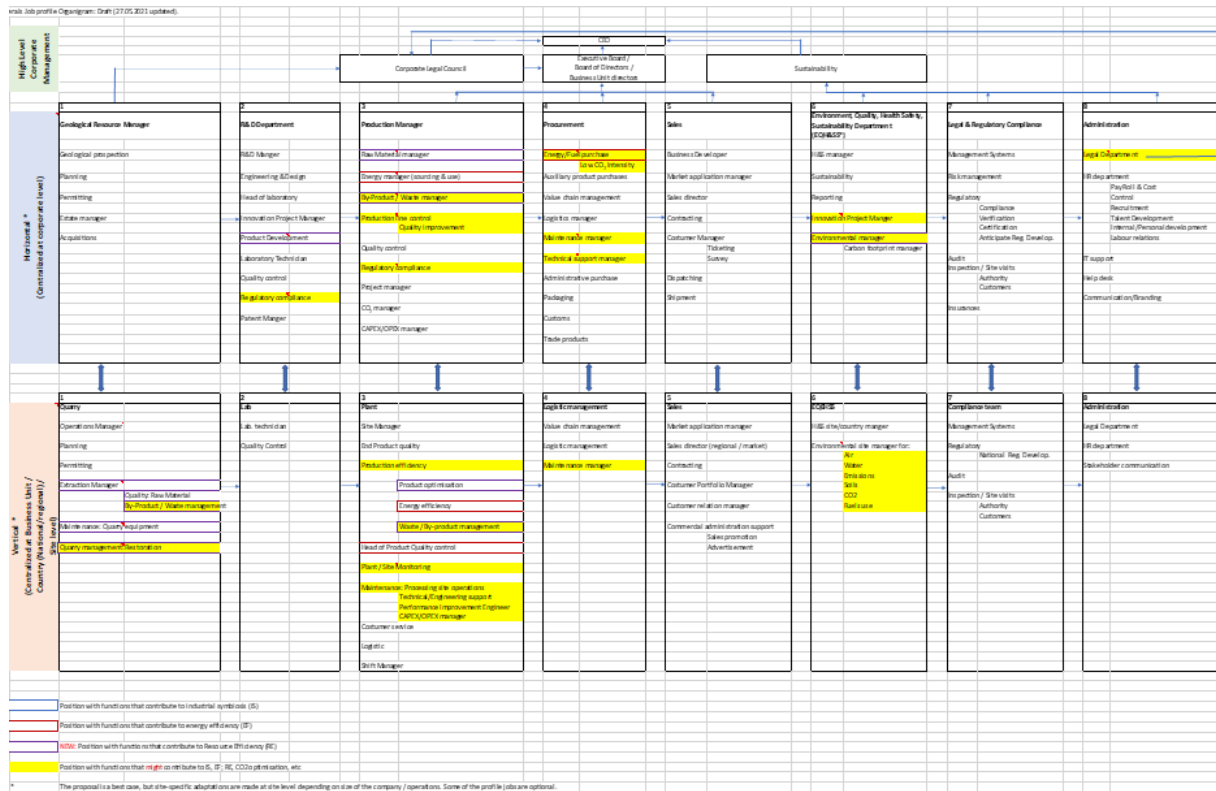 erals Job profile Organigram: Draft (27.05.2021 updated).
High Level
Corporate
Management
CEO
Corporate Legal Council
Executive Board /
Board of Directors /
Business Unit directors
Sustainability
Horizontal *
(Centralized at corporate level)
1
Geological Resource Manager
Geological prospection
Planning
Permitting
Estate manager
Acquisitions
2
R&D Department
R&D Manger
Engineering & Design
Head of laboratory
Innovation Project Manager
Product Development
Laboratory Technician
Quality control
Regulatory compliance
Patent Manger
3
Production Manager
Raw Material manager
Energy manager (sourcing & use)
By-Product / Waste manager
Production line control
Quality Improvement
Quality control
Regulatory compliance
Project manager
CO2 manager
CAPEX/OPEX manager
4
Procurement
Energy/Fuel purchase
Low CO2 Intensity
Auxiliary product purchases
Value chain management
Logistics manager
Maintenance manager
Technical support manager
Administrative purchase
Packaging
Customs
Trade products
5
Sales
Business Developer
Market application manager
Sales director
Contracting
Costumer Manager
Ticketing
Survey
Dispatching
Shipment
6
Environment, Quality, Health Safety,
Sustainability Department
(EQH&SS*)
H&S manager
Sustainability
Reporting
Innovation Project Manger
Environmental manager
Carbon footprint manager
7
Legal & Regulatory Compliance
Management Systems
Risk management
Regulatory
Compliance
Verification
Certification
Anticipate Reg. Develop.
Audit
Inspection / Site visits
Authority
Customers
Insurances
8
Administration
Legal Department
HR department
PayRoll & Cost
Control
Recruitment
Talent Development
Internal/Personal development
Labour relations
IT support
Help desk
Communication/Branding
Vertical *
(Centralized at Business Unit /
Country (National/regional) /
Site level)
1
Quarry
Operations Manager
Planning
Permitting
Extraction Manager
Quality: Raw Material
By-Product / Waste management
Maintenance: Quarry equipment
Quarry management: Restoration
2
Lab
Lab. technician
Quality Control
3
Plant
Site Manager
End Product quality
Production efficiency
Product optimisation
Energy efficiency
Waste / By-product management
Head of Product Quality control
Plant / Site Monitoring
Maintenance: Processing site operations
Technical/Engineering support
Performance Improvement Engineer
CAPEX/OPEX manager
Costumer service
Logistic
Shift Manager
4
Logistic management
Value chain management
Logistic management
Maintenance manager
5
Sales
Market application manager
Sales director (regional / market)
Contracting
Costumer Portfolio Manager
Customer relation manager
Commercial administration support
Sales promotion
Advertisement
6
EQH&SS
H&S site/country manger
Environmental site manager for:
Air
Water
Emissions
Soils
CO2
Fuels use
7
Compliance team
Management Systems
Regulatory
National Reg. Develop.
Audit
Inspection / Site visits
Authority
Customers
8
Administration
Legal Department
HR department
Stakeholder communication
Position with functions that contribute to industrial symbiosis (IS)
Position with functions that contribute to energy efficiency (EF)
NEW: Position with functions that contribute to Resource Efficiency (RE)
Position with functions that might contribute to IS, EF; RE, CO2 optimisation, etc
* The proposal is a best case, but site-specific adaptations are made at site level depending on size of the company / operations. Some of the profile jobs are optional.